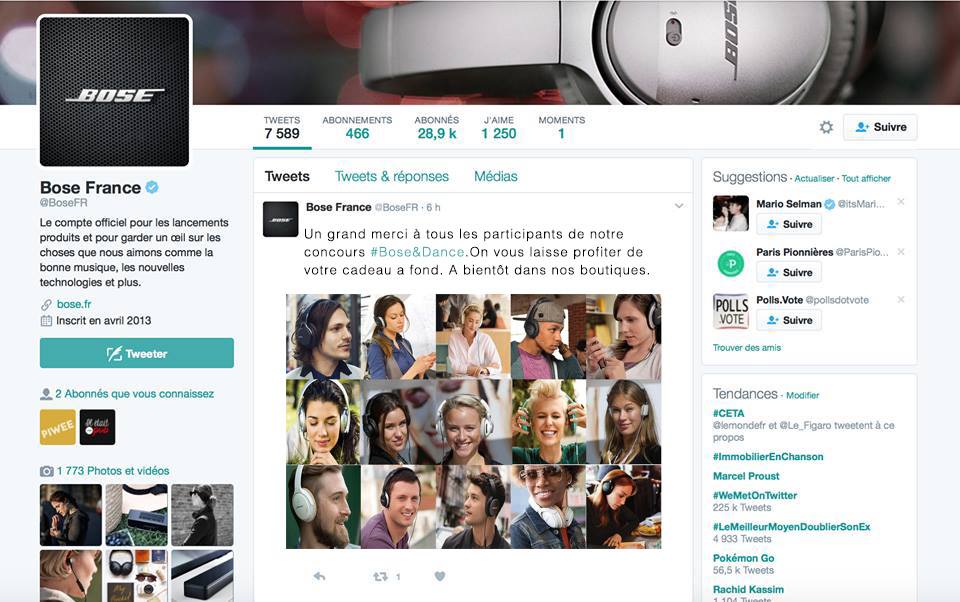 BOSE
BOSE
TWEETS
7 589
ABONNEMENTS
466
ABONNÉS
28,9 k
J'AIME
1 250
MOMENTS
1
Suivre
Bose France
@BoseFR
Le compte officiel pour les lancements
produits et pour garder un œil sur les
choses que nous aimons comme la
bonne musique, les nouvelles
technologies et plus.
bose.fr
Inscrit en avril 2013
Tweeter
2 Abonnés que vous connaissez
PIWEE
1 773 Photos et vidéos
Tweets Tweets & réponses Médias
Bose France @BoseFR · 6 h
Un grand merci à tous les participants de notre
concours #Bose&Dance.On vous laisse profiter de
votre cadeau a fond. A bientôt dans nos boutiques.
1
Suggestions · Actualiser · Tout afficher
Mario Selman @itsMari...
Suivre
Paris Pionnières @ParisPio...
Suivre
POLLS
.VOTE
Polls.Vote @pollsdotvote
Suivre
Trouver des amis
Tendances · Modifier
#CETA
@lemondefr et @Le_Figaro tweetent à ce
propos
#ImmobilierEnChanson
Marcel Proust
#WeMetOnTwitter
225 k Tweets
#LeMeilleurMoyenDoublierSonEx
4 933 Tweets
Pokémon Go
56,5 k Tweets
Rachid Kassim
1 104 Tweets